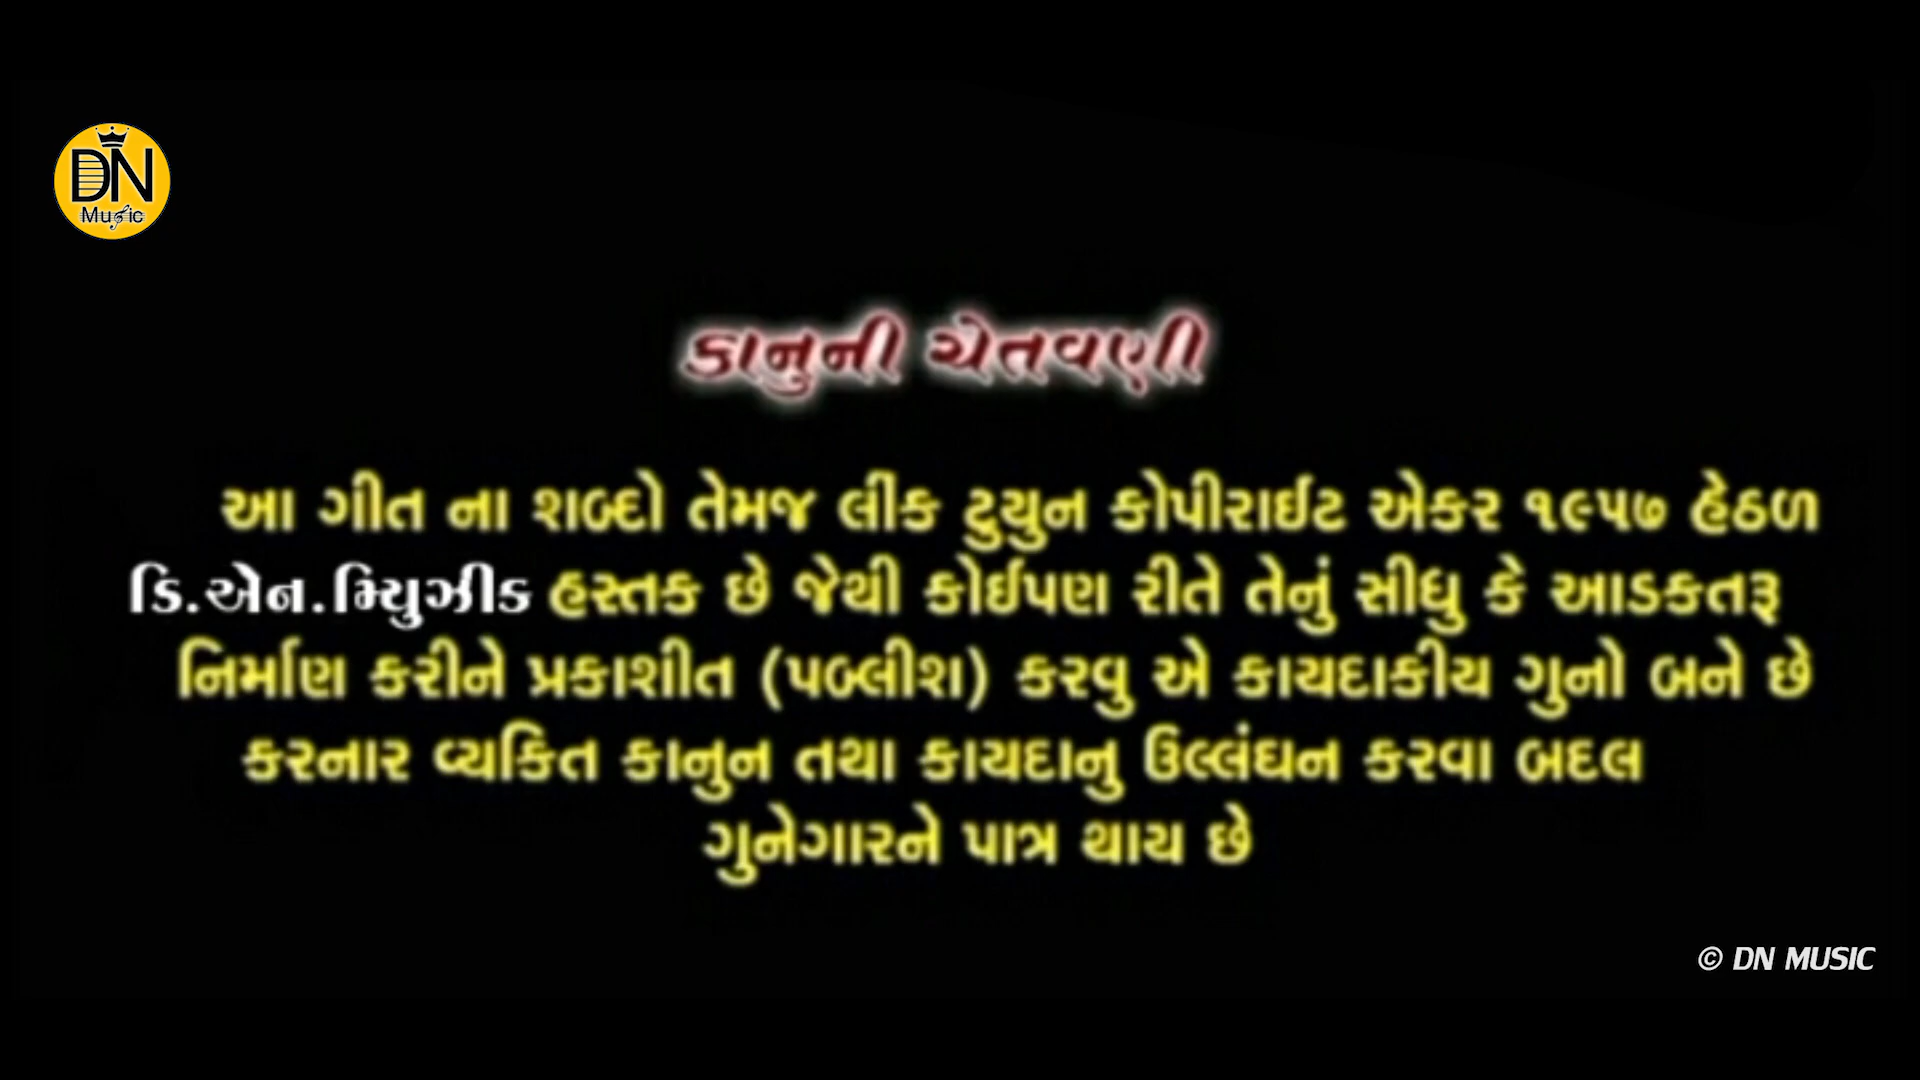 DN
Music
કાનુની ચેતવણી
આ ગીત ના શબ્દો તેમજ લીંક ટુયુન કોપીરાઈટ એકર ૧૯૫૭ હેઠળ
ડિ.એન.મ્યિુઝીક હસ્તક છે જેથી કોઈપણ રીતે તેનું સીધુ કે આડકતરૂ
નિર્માણ કરીને પ્રકાશીત (પબ્લીશ) કરવુ એ કાયદાકીય ગુનો બને છે
કરનાર વ્યકિત કાનુન તથા કાયદાનુ ઉલ્લંઘન કરવા બદલ
ગુનેગારને પાત્ર થાય છે
© DN MUSIC